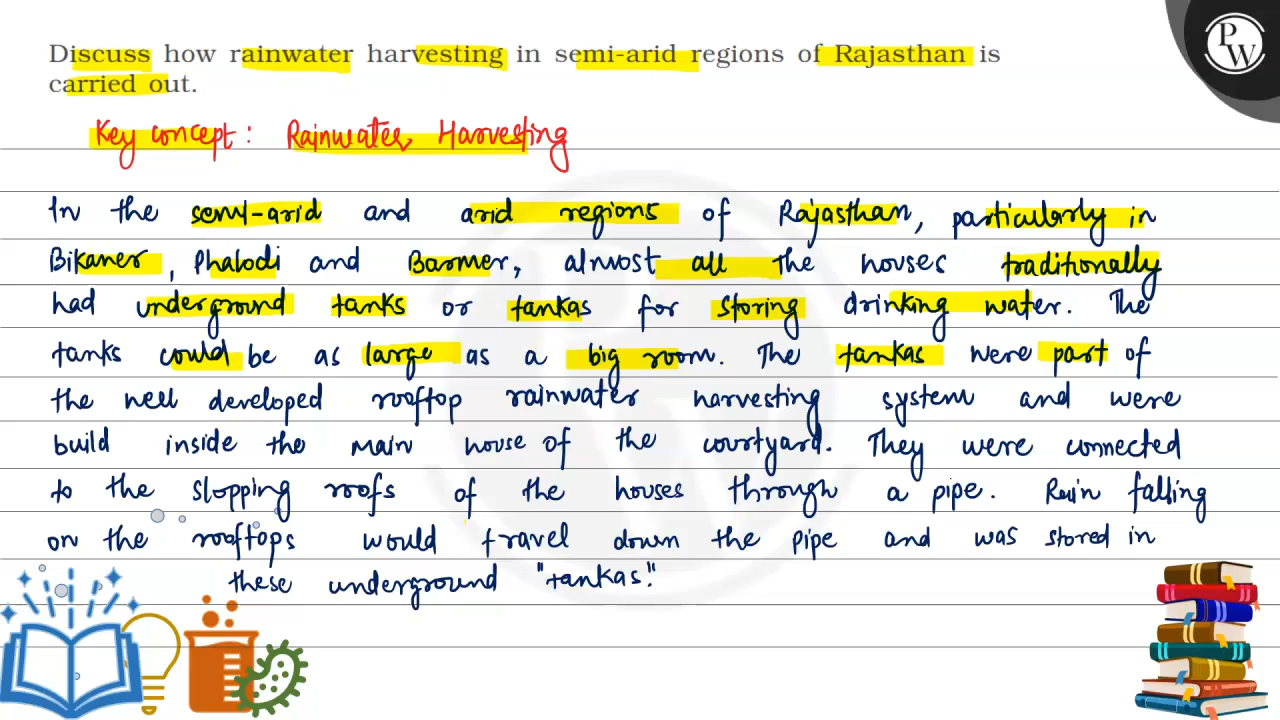 Discuss how rainwater harvesting in semi-arid regions of Rajasthan is
carried out.
Key concept: Rainwater Harvesting
In the semi-arid and arid regions of Rajasthan, particularly in
Bikaner, Phalodi and Barmer, almost all the houses traditionally
had underground tanks or tankas for storing drinking water. The
tanks could be as large as a big room. The tankas were part of
the well developed rooftop rainwater harvesting system and were
build inside the main house of the courtyard. They were connected
to the slopping roofs of the houses through a pipe. Rain falling
on the rooftops would travel down the pipe and was stored in
these underground "tankas."
PW